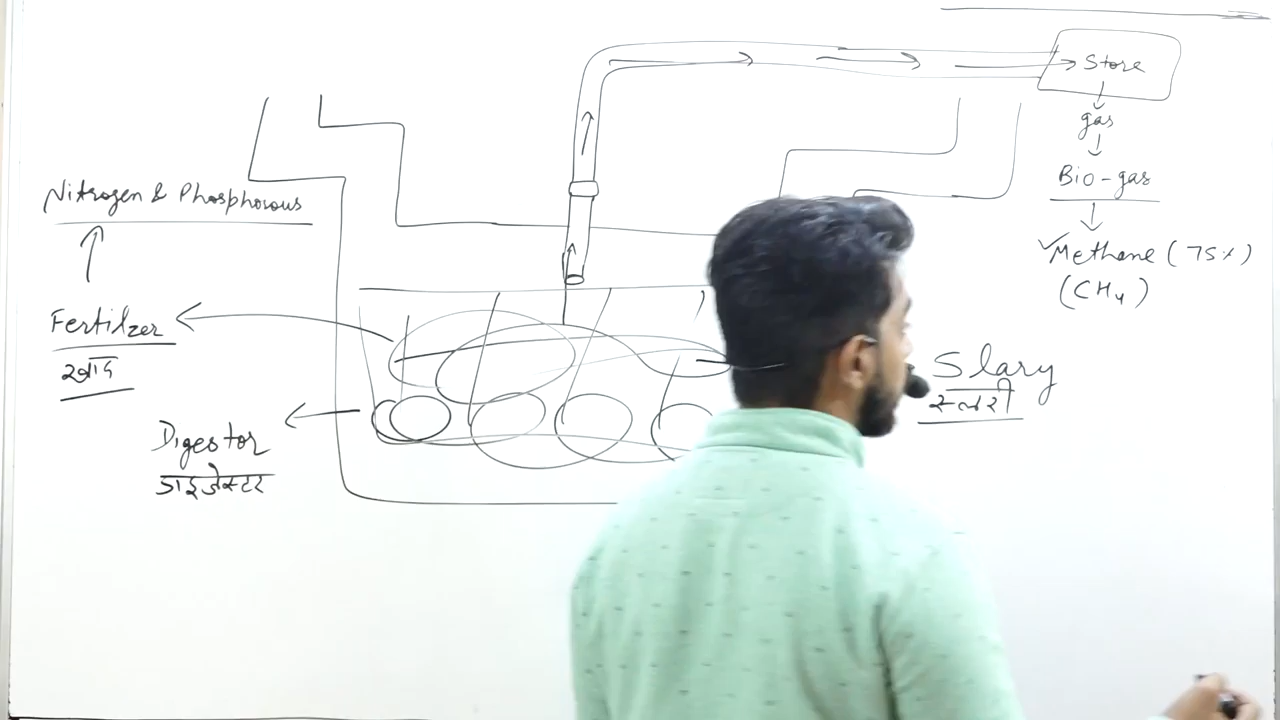 Store
gas
Bio-gas
Methane (75%)
(CH4)
Nitrogen & Phosphorous
Fertilzer
खाद
Digestor
डाइजेस्टर
Slary
स्लरी